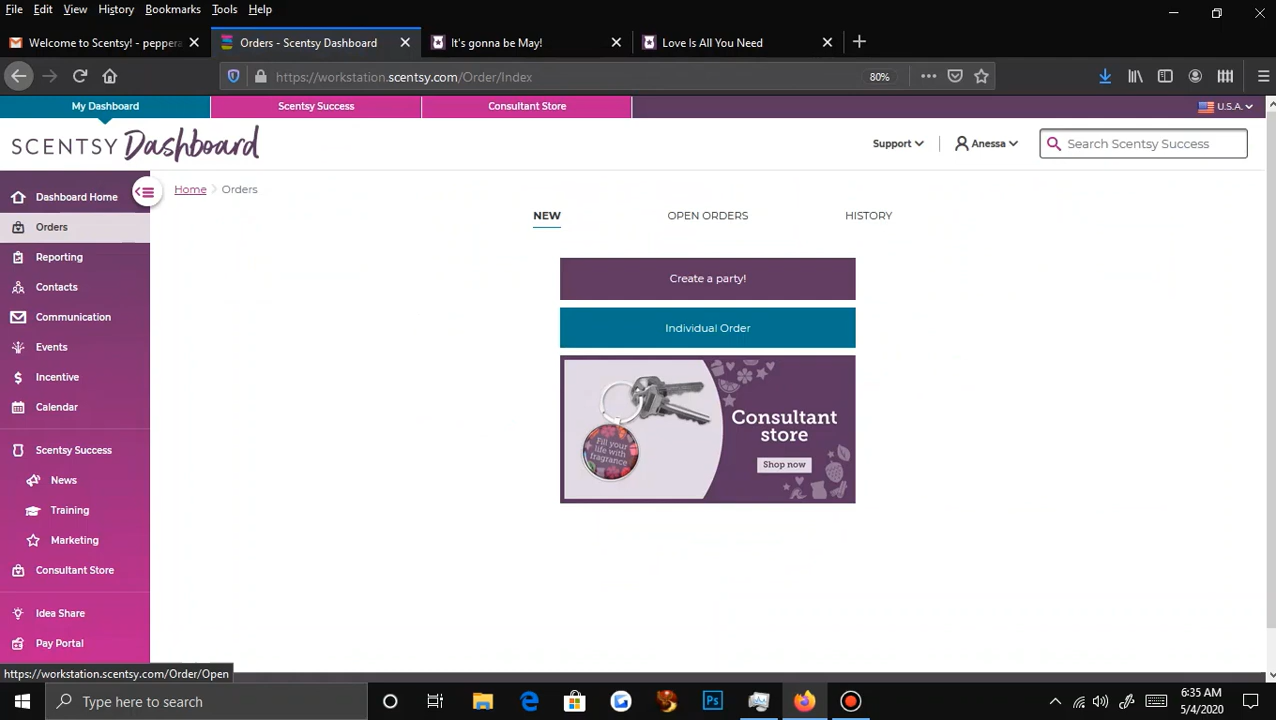 File Edit View History Bookmarks Tools Help
Welcome to Scentsy! - peppera
Orders - Scentsy Dashboard
It's gonna be May!
Love Is All You Need
https://workstation.scentsy.com/Order/Index
80%
My Dashboard
Scentsy Success
Consultant Store
U.S.A.
SCENTSY Dashboard
Support
Anessa
Search Scentsy Success
Dashboard Home
Orders
Reporting
Contacts
Communication
Events
Incentive
Calendar
Scentsy Success
News
Training
Marketing
Consultant Store
Idea Share
Pay Portal
Home > Orders
NEW
OPEN ORDERS
HISTORY
Create a party!
Individual Order
Fill your
life with
fragrance
Consultant
store
Shop now
https://workstation.scentsy.com/Order/Open
Type here to search
Ps
6:35 AM
5/4/2020